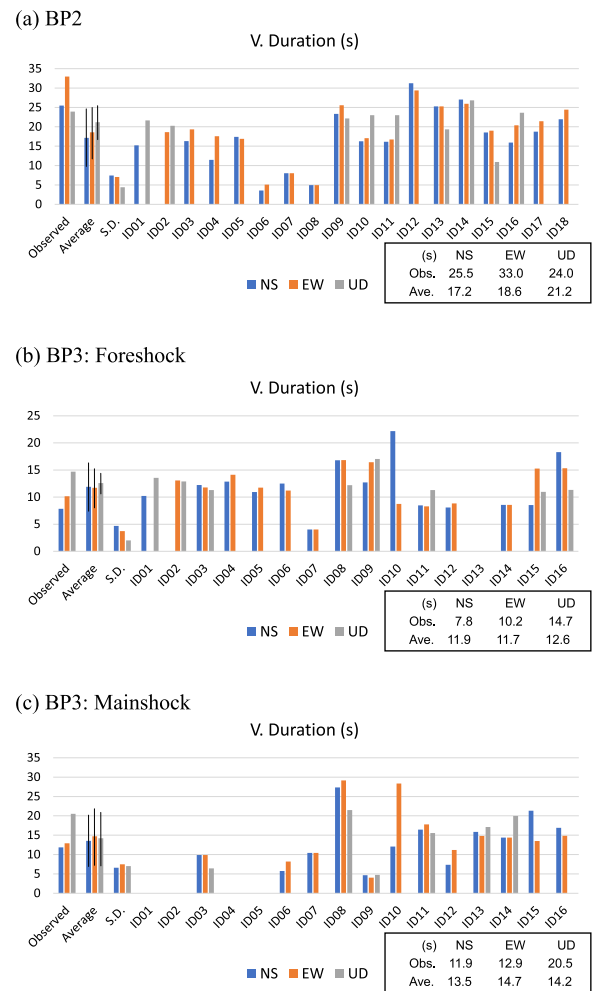 (a) BP2
V. Duration (s)
35
30
25
20
15
10
5
0
Observed Average S.D. ID01 ID02 ID03 ID04 ID05 ID06 ID07 ID08 ID09 ID10 ID11 ID12 ID13 ID14 ID15 ID16 ID17 ID18
NS EW UD
(s) NS EW UD
Obs. 25.5 33.0 24.0
Ave. 17.2 18.6 21.2
(b) BP3: Foreshock
V. Duration (s)
25
20
15
10
5
0
Observed Average S.D. ID01 ID02 ID03 ID04 ID05 ID06 ID07 ID08 ID09 ID10 ID11 ID12 ID13 ID14 ID15 ID16
NS EW UD
(s) NS EW UD
Obs. 7.8 10.2 14.7
Ave. 11.9 11.7 12.6
(c) BP3: Mainshock
V. Duration (s)
35
30
25
20
15
10
5
0
Observed Average S.D. ID01 ID02 ID03 ID04 ID05 ID06 ID07 ID08 ID09 ID10 ID11 ID12 ID13 ID14 ID15 ID16
NS EW UD
(s) NS EW UD
Obs. 11.9 12.9 20.5
Ave. 13.5 14.7 14.2